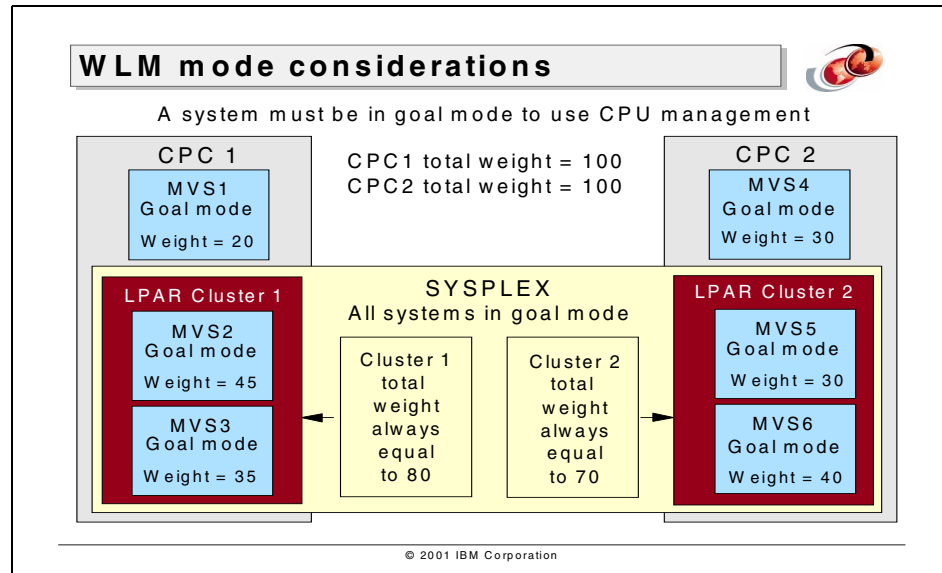 WLM mode considerations
A system must be in goal mode to use CPU management
CPC 1
MVS1
Goal mode
Weight = 20
CPC1 total weight = 100
CPC2 total weight = 100
CPC 2
MVS4
Goal mode
Weight = 30
SYSPLEX
All systems in goal mode
LPAR Cluster 1
MVS2
Goal mode
Weight = 45
MVS3
Goal mode
Weight = 35
Cluster 1
total
weight
always
equal
to 80
Cluster 2
total
weight
always
equal
to 70
LPAR Cluster 2
MVS5
Goal mode
Weight = 30
MVS6
Goal mode
Weight = 40
© 2001 IBM Corporation